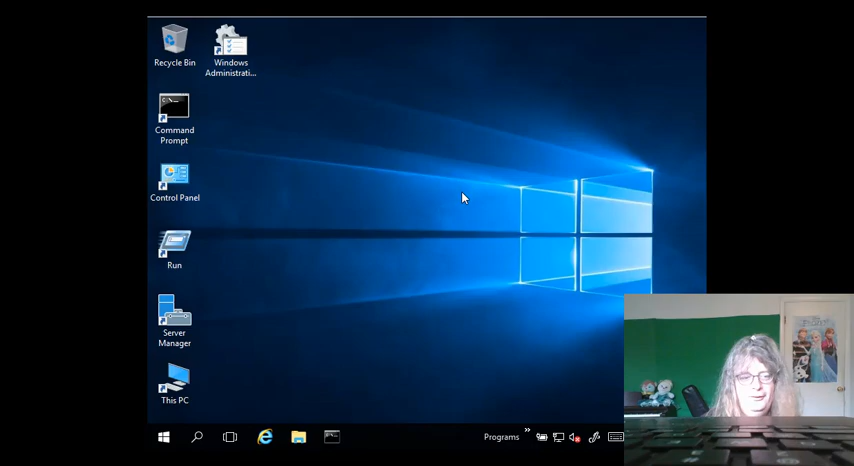 Recycle Bin
Windows
Administrati...
Command
Prompt
Control Panel
Run
Server
Manager
This PC
Programs